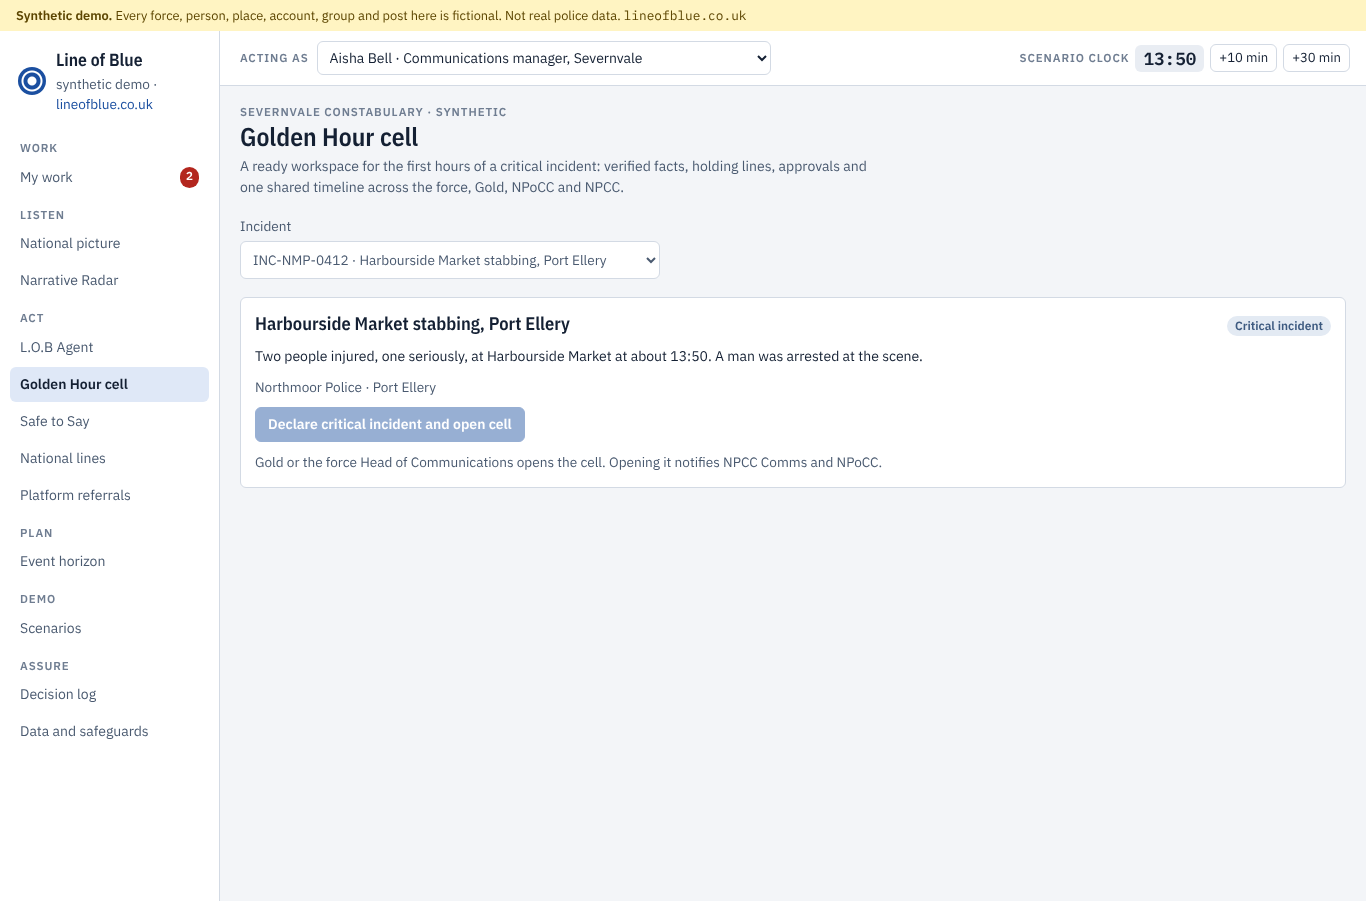 Synthetic demo. Every force, person, place, account, group and post here is fictional. Not real police data. lineofblue.co.uk
Line of Blue
synthetic demo ·
lineofblue.co.uk
WORK
My work 2
LISTEN
National picture
Narrative Radar
ACT
L.O.B Agent
Golden Hour cell
Safe to Say
National lines
Platform referrals
PLAN
Event horizon
DEMO
Scenarios
ASSURE
Decision log
Data and safeguards
ACTING AS Aisha Bell · Communications manager, Severnvale
SCENARIO CLOCK 13:50 +10 min +30 min
SEVERNVALE CONSTABULARY · SYNTHETIC
Golden Hour cell
A ready workspace for the first hours of a critical incident: verified facts, holding lines, approvals and
one shared timeline across the force, Gold, NPoCC and NPCC.
Incident
INC-NMP-0412 · Harbourside Market stabbing, Port Ellery
Harbourside Market stabbing, Port Ellery
Critical incident
Two people injured, one seriously, at Harbourside Market at about 13:50. A man was arrested at the scene.
Northmoor Police · Port Ellery
Declare critical incident and open cell
Gold or the force Head of Communications opens the cell. Opening it notifies NPCC Comms and NPoCC.